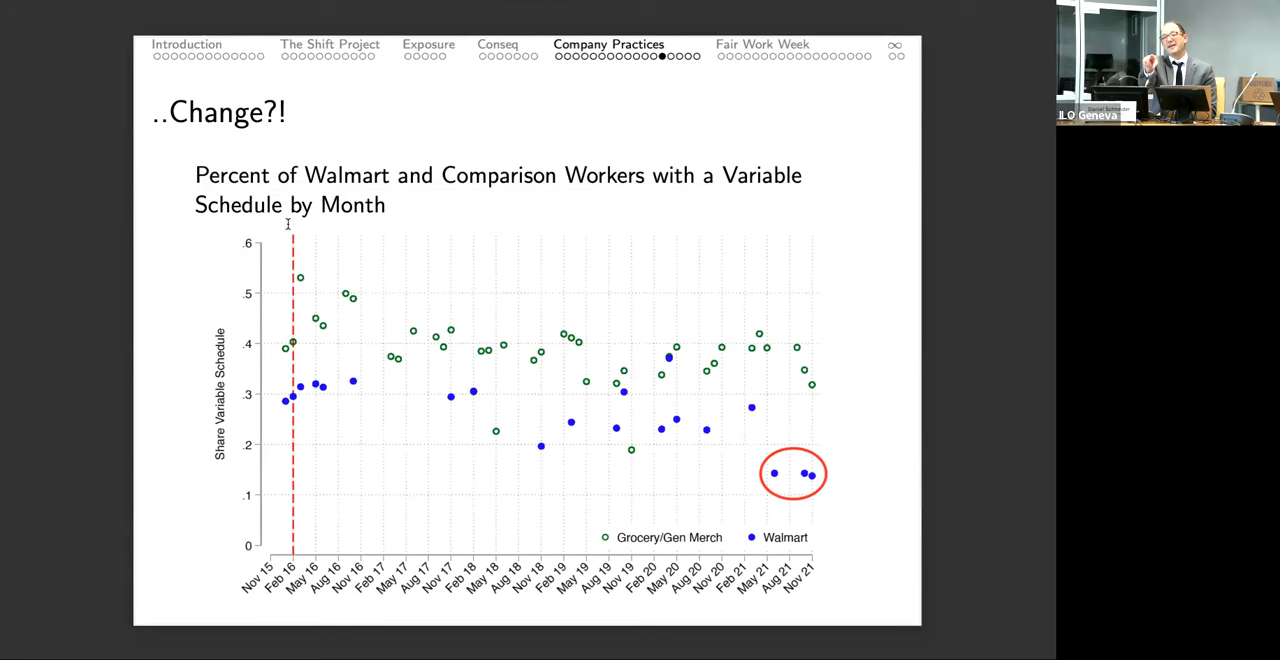 Introduction The Shift Project Exposure Conseq Company Practices Fair Work Week ∞
..Change?!
Percent of Walmart and Comparison Workers with a Variable
Schedule by Month
Share Variable Schedule
.6
.5
.4
.3
.2
.1
0
Grocery/Gen Merch Walmart
Nov 15 Feb 16 May 16 Aug 16 Nov 16 Feb 17 May 17 Aug 17 Nov 17 Feb 18 May 18 Aug 18 Nov 18 Feb 19 May 19 Aug 19 Nov 19 Feb 20 May 20 Aug 20 Nov 20 Feb 21 May 21 Aug 21 Nov 21
Daniel Schneider
ILO Geneva